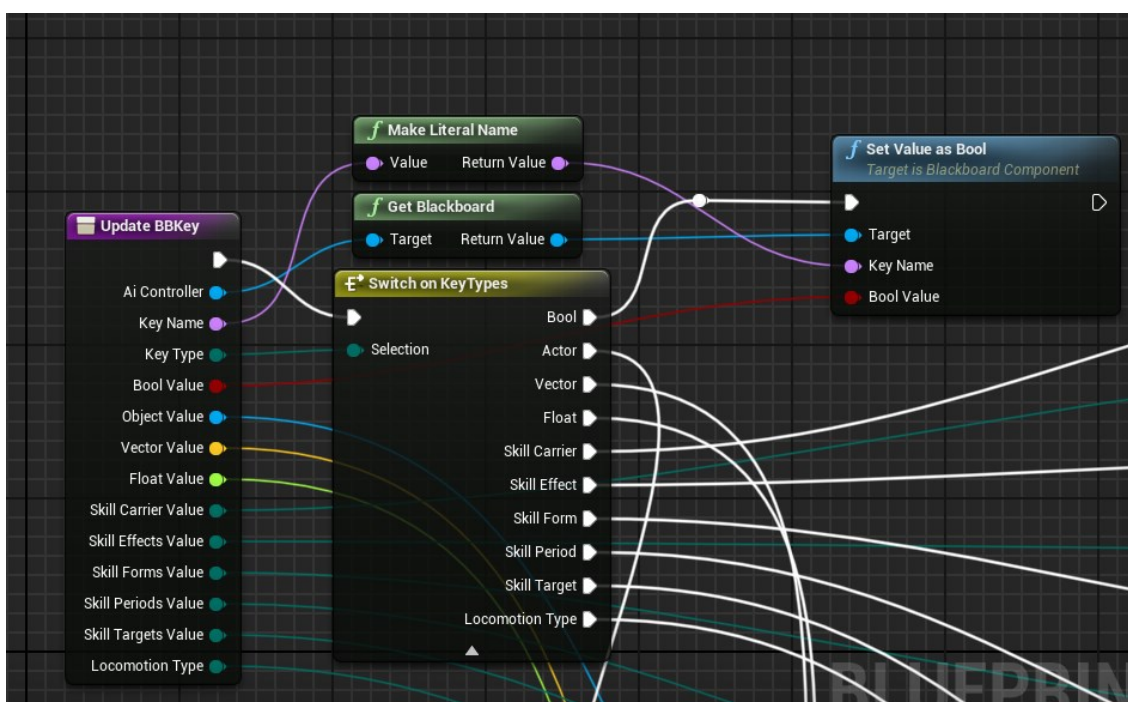 Make Literal Name
Value Return Value
Get Blackboard
Target Return Value
Set Value as Bool
Target is Blackboard Component
Target
Key Name
Bool Value
Update BBKey
Ai Controller
Key Name
Key Type
Bool Value
Object Value
Vector Value
Float Value
Skill Carrier Value
Skill Effects Value
Skill Forms Value
Skill Periods Value
Skill Targets Value
Locomotion Type
Switch on KeyTypes
Selection
Bool
Actor
Vector
Float
Skill Carrier
Skill Effect
Skill Form
Skill Period
Skill Target
Locomotion Type
BLUEPRIN